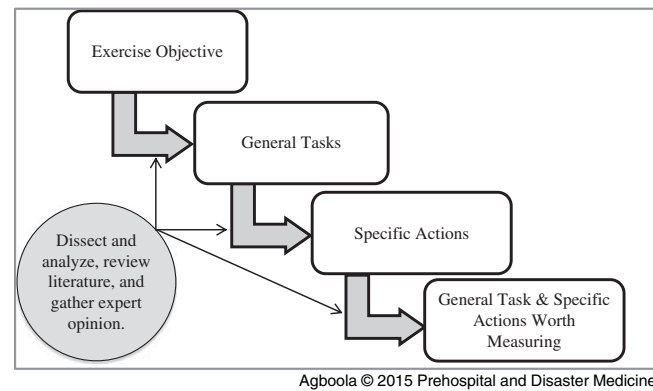 Exercise Objective
General Tasks
Specific Actions
Dissect and
analyze, review
literature, and
gather expert
opinion.
General Task & Specific
Actions Worth
Measuring
Agboola © 2015 Prehospital and Disaster Medicine